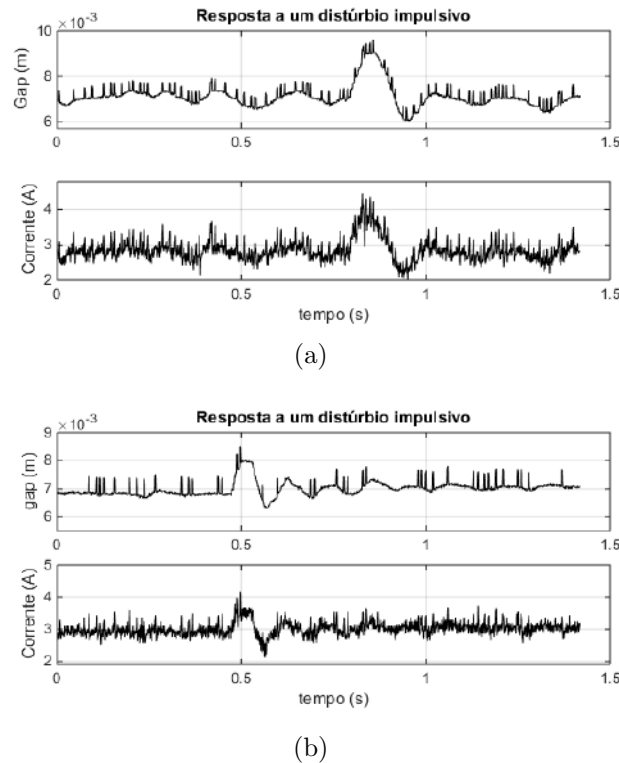 Resposta a um distúrbio impulsivo
×10⁻³
10
8
6
Gap (m)
0 0.5 1 1.5
4
3
2
Corrente (A)
0 0.5 1 1.5
tempo (s)
(a)
Resposta a um distúrbio impulsivo
×10⁻³
9
8
7
6
gap (m)
0 0.5 1 1.5
5
4
3
2
Corrente (A)
0 0.5 1 1.5
tempo (s)
(b)